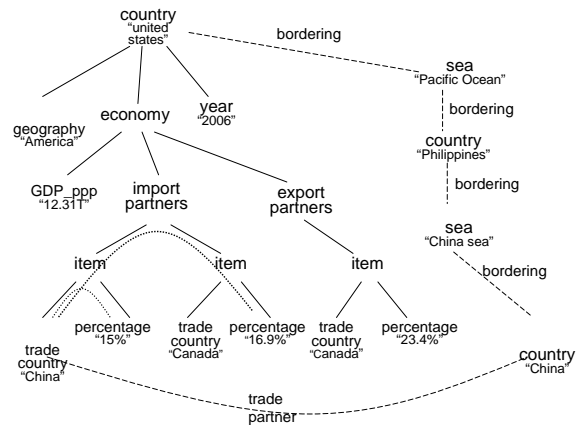 country
"united
states"
bordering
sea
"Pacific Ocean"
bordering
geography
"America"
economy
year
"2006"
country
"Philippines"
bordering
GDP_ppp
"12.31T"
import
partners
export
partners
sea
"China sea"
bordering
item
item
item
trade
country
"China"
percentage
"15%"
trade
country
"Canada"
percentage
"16.9%"
trade
country
"Canada"
percentage
"23.4%"
country
"China"
trade
partner